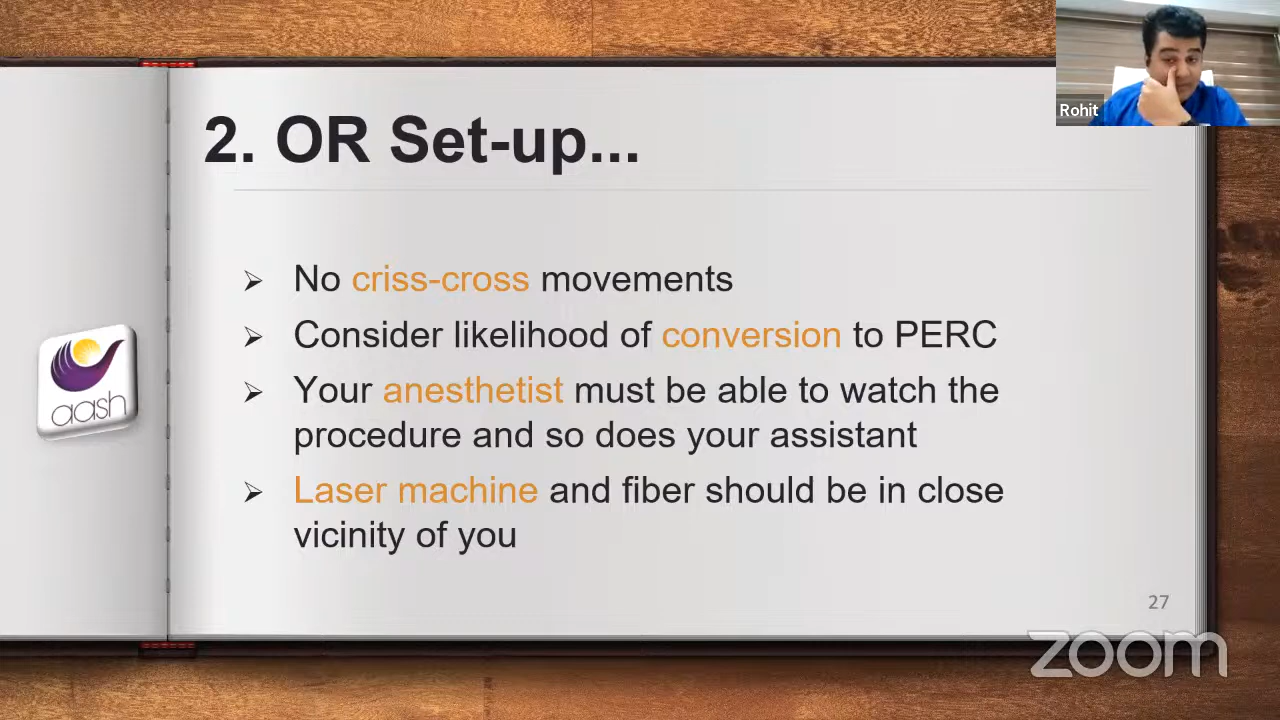 Rohit
2. OR Set-up...
No criss-cross movements
Consider likelihood of conversion to PERC
Your anesthetist must be able to watch the
procedure and so does your assistant
Laser machine and fiber should be in close
vicinity of you
aash
27
zoom